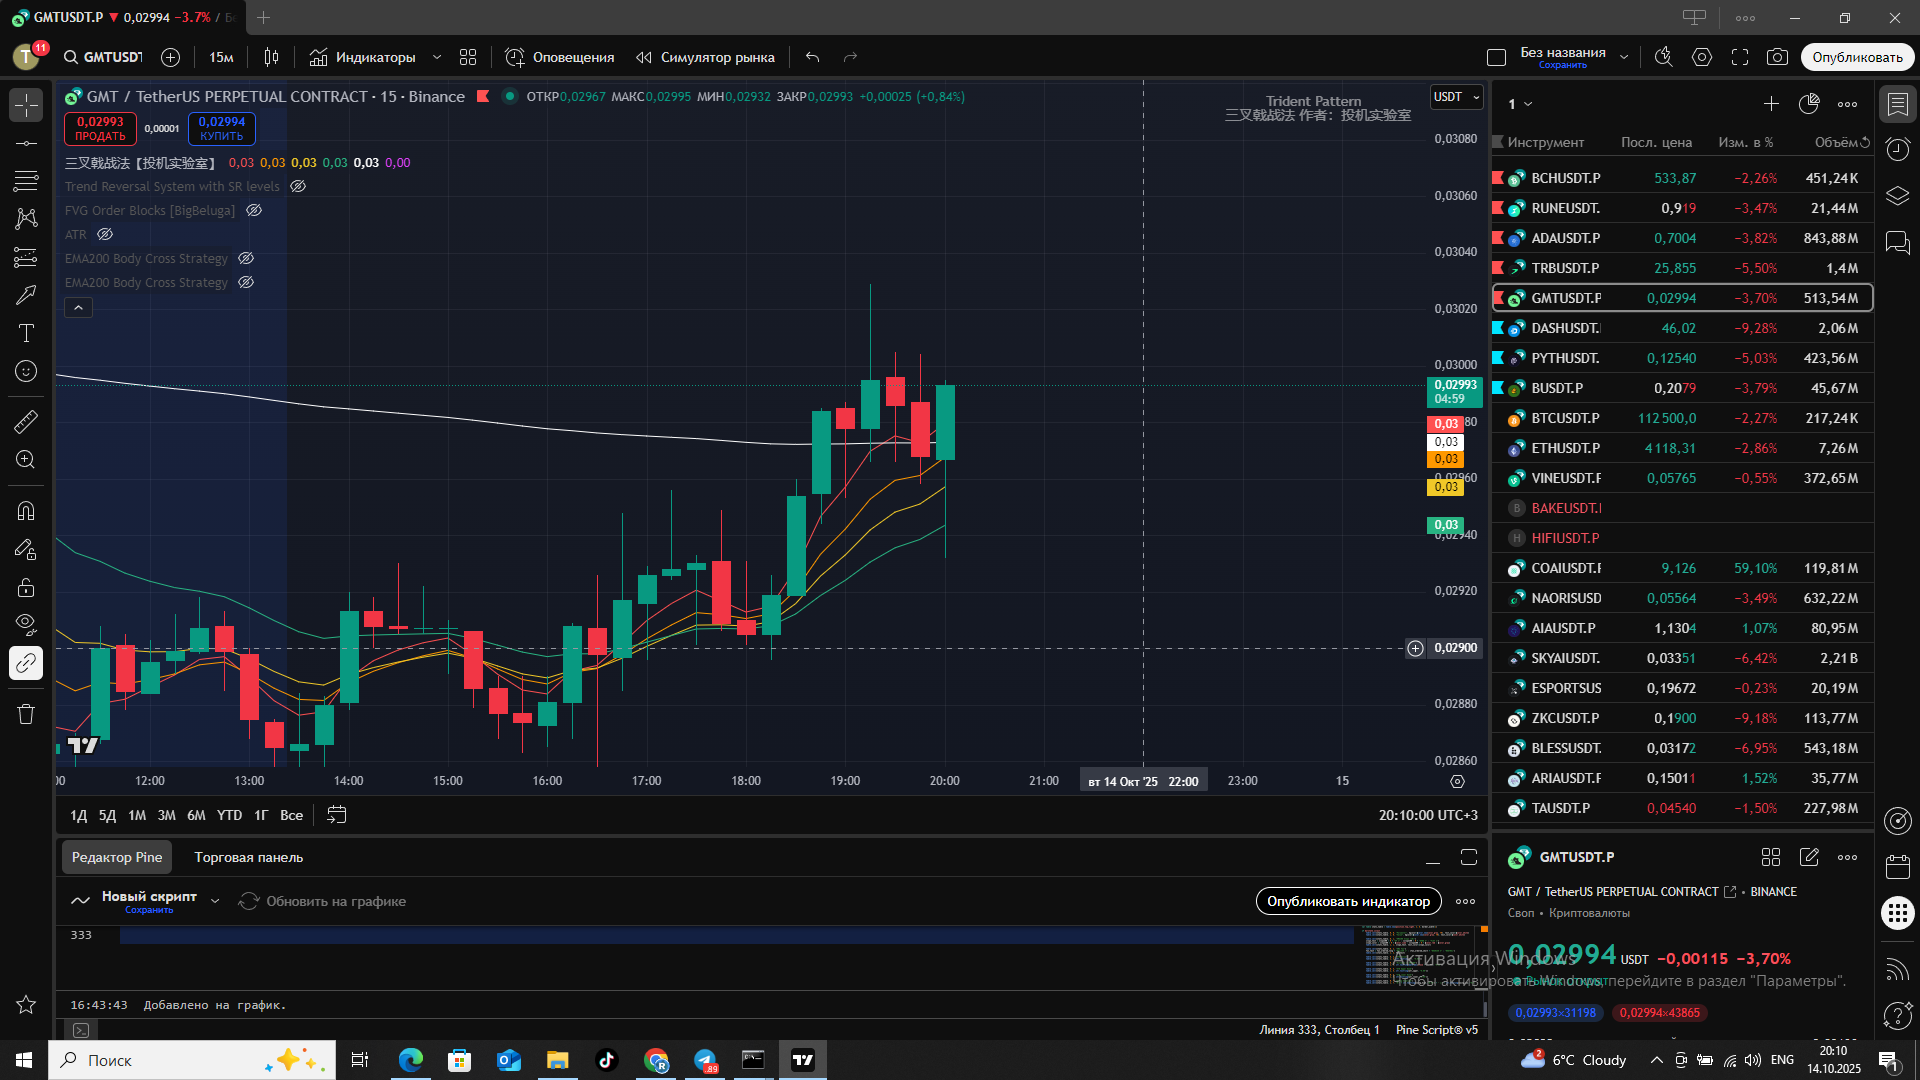 GMTUSDT.P ▼ 0,02994 −3.7% / Бе
T
11
GMTUSDT
15м
Индикаторы
Оповещения
Симулятор рынка
Без названия
Сохранить
Опубликовать
GMT / TetherUS PERPETUAL CONTRACT · 15 · Binance
ОТКР0,02967 МАКС0,02995 МИН0,02932 ЗАКР0,02993 +0,00025 (+0,84%)
USDT
Trident Pattern
三叉戟战法 作者：投机实验室
0,02993
ПРОДАТЬ
0,00001
0,02994
КУПИТЬ
三叉戟战法【投机实验室】 0,03 0,03 0,03 0,03 0,03 0,00
Trend Reversal System with SR levels
FVG Order Blocks [BigBeluga]
ATR
EMA200 Body Cross Strategy
EMA200 Body Cross Strategy
0,03080
0,03060
0,03040
0,03020
0,03000
0,02993
04:59
0,03
80
0,03
0,03
0,02960
0,03
0,03
0,02940
0,02920
0,02900
0,02880
0,02860
:00 12:00 13:00 14:00 15:00 16:00 17:00 18:00 19:00 20:00 21:00 вт 14 Окт '25 22:00 23:00 15
1Д 5Д 1М 3М 6М YTD 1Г Все
20:10:00 UTC+3
Редактор Pine
Торговая панель
Новый скрипт
Сохранить
Обновить на графике
Опубликовать индикатор
333
16:43:43 Добавлено на график.
Линия 333, Столбец 1 Pine Script® v5
1
Инструмент Посл. цена Изм. в % Объём
BCHUSDT.P 533,87 −2,26% 451,24 K
RUNEUSDT. 0,919 −3,47% 21,44 M
ADAUSDT.P 0,7004 −3,82% 843,88 M
TRBUSDT.P 25,855 −5,50% 1,4 M
GMTUSDT.P 0,02994 −3,70% 513,54 M
DASHUSDT. 46,02 −9,28% 2,06 M
PYTHUSDT. 0,12540 −5,03% 423,56 M
BUSDT.P 0,2079 −3,79% 45,67 M
BTCUSDT.P 112 500,0 −2,27% 217,24 K
ETHUSDT.P 4 118,31 −2,86% 7,26 M
VINEUSDT.F 0,05765 −0,55% 372,65 M
B BAKEUSDT.I
H HIFIUSDT.P
COAIUSDT.F 9,126 59,10% 119,81 M
NAORISUSD 0,05564 −3,49% 632,22 M
AIAUSDT.P 1,1304 1,07% 80,95 M
SKYAIUSDT. 0,03351 −6,42% 2,21 B
ESPORTSUS 0,19672 −0,23% 20,19 M
ZKCUSDT.P 0,1900 −9,18% 113,77 M
BLESSUSDT. 0,03172 −6,95% 543,18 M
ARIAUSDT.F 0,15011 1,52% 35,77 M
TAUSDT.P 0,04540 −1,50% 227,98 M
GMTUSDT.P
GMT / TetherUS PERPETUAL CONTRACT • BINANCE
Своп • Криптовалюты
0,02994 USDT −0,00115 −3,70%
Рынок открыт
0,02993×31198 0,02994×43865
Активация Windows
Чтобы активировать Windows, перейдите в раздел "Параметры".
Поиск
89
2
6°C Cloudy
ENG
20:10
14.10.2025
1